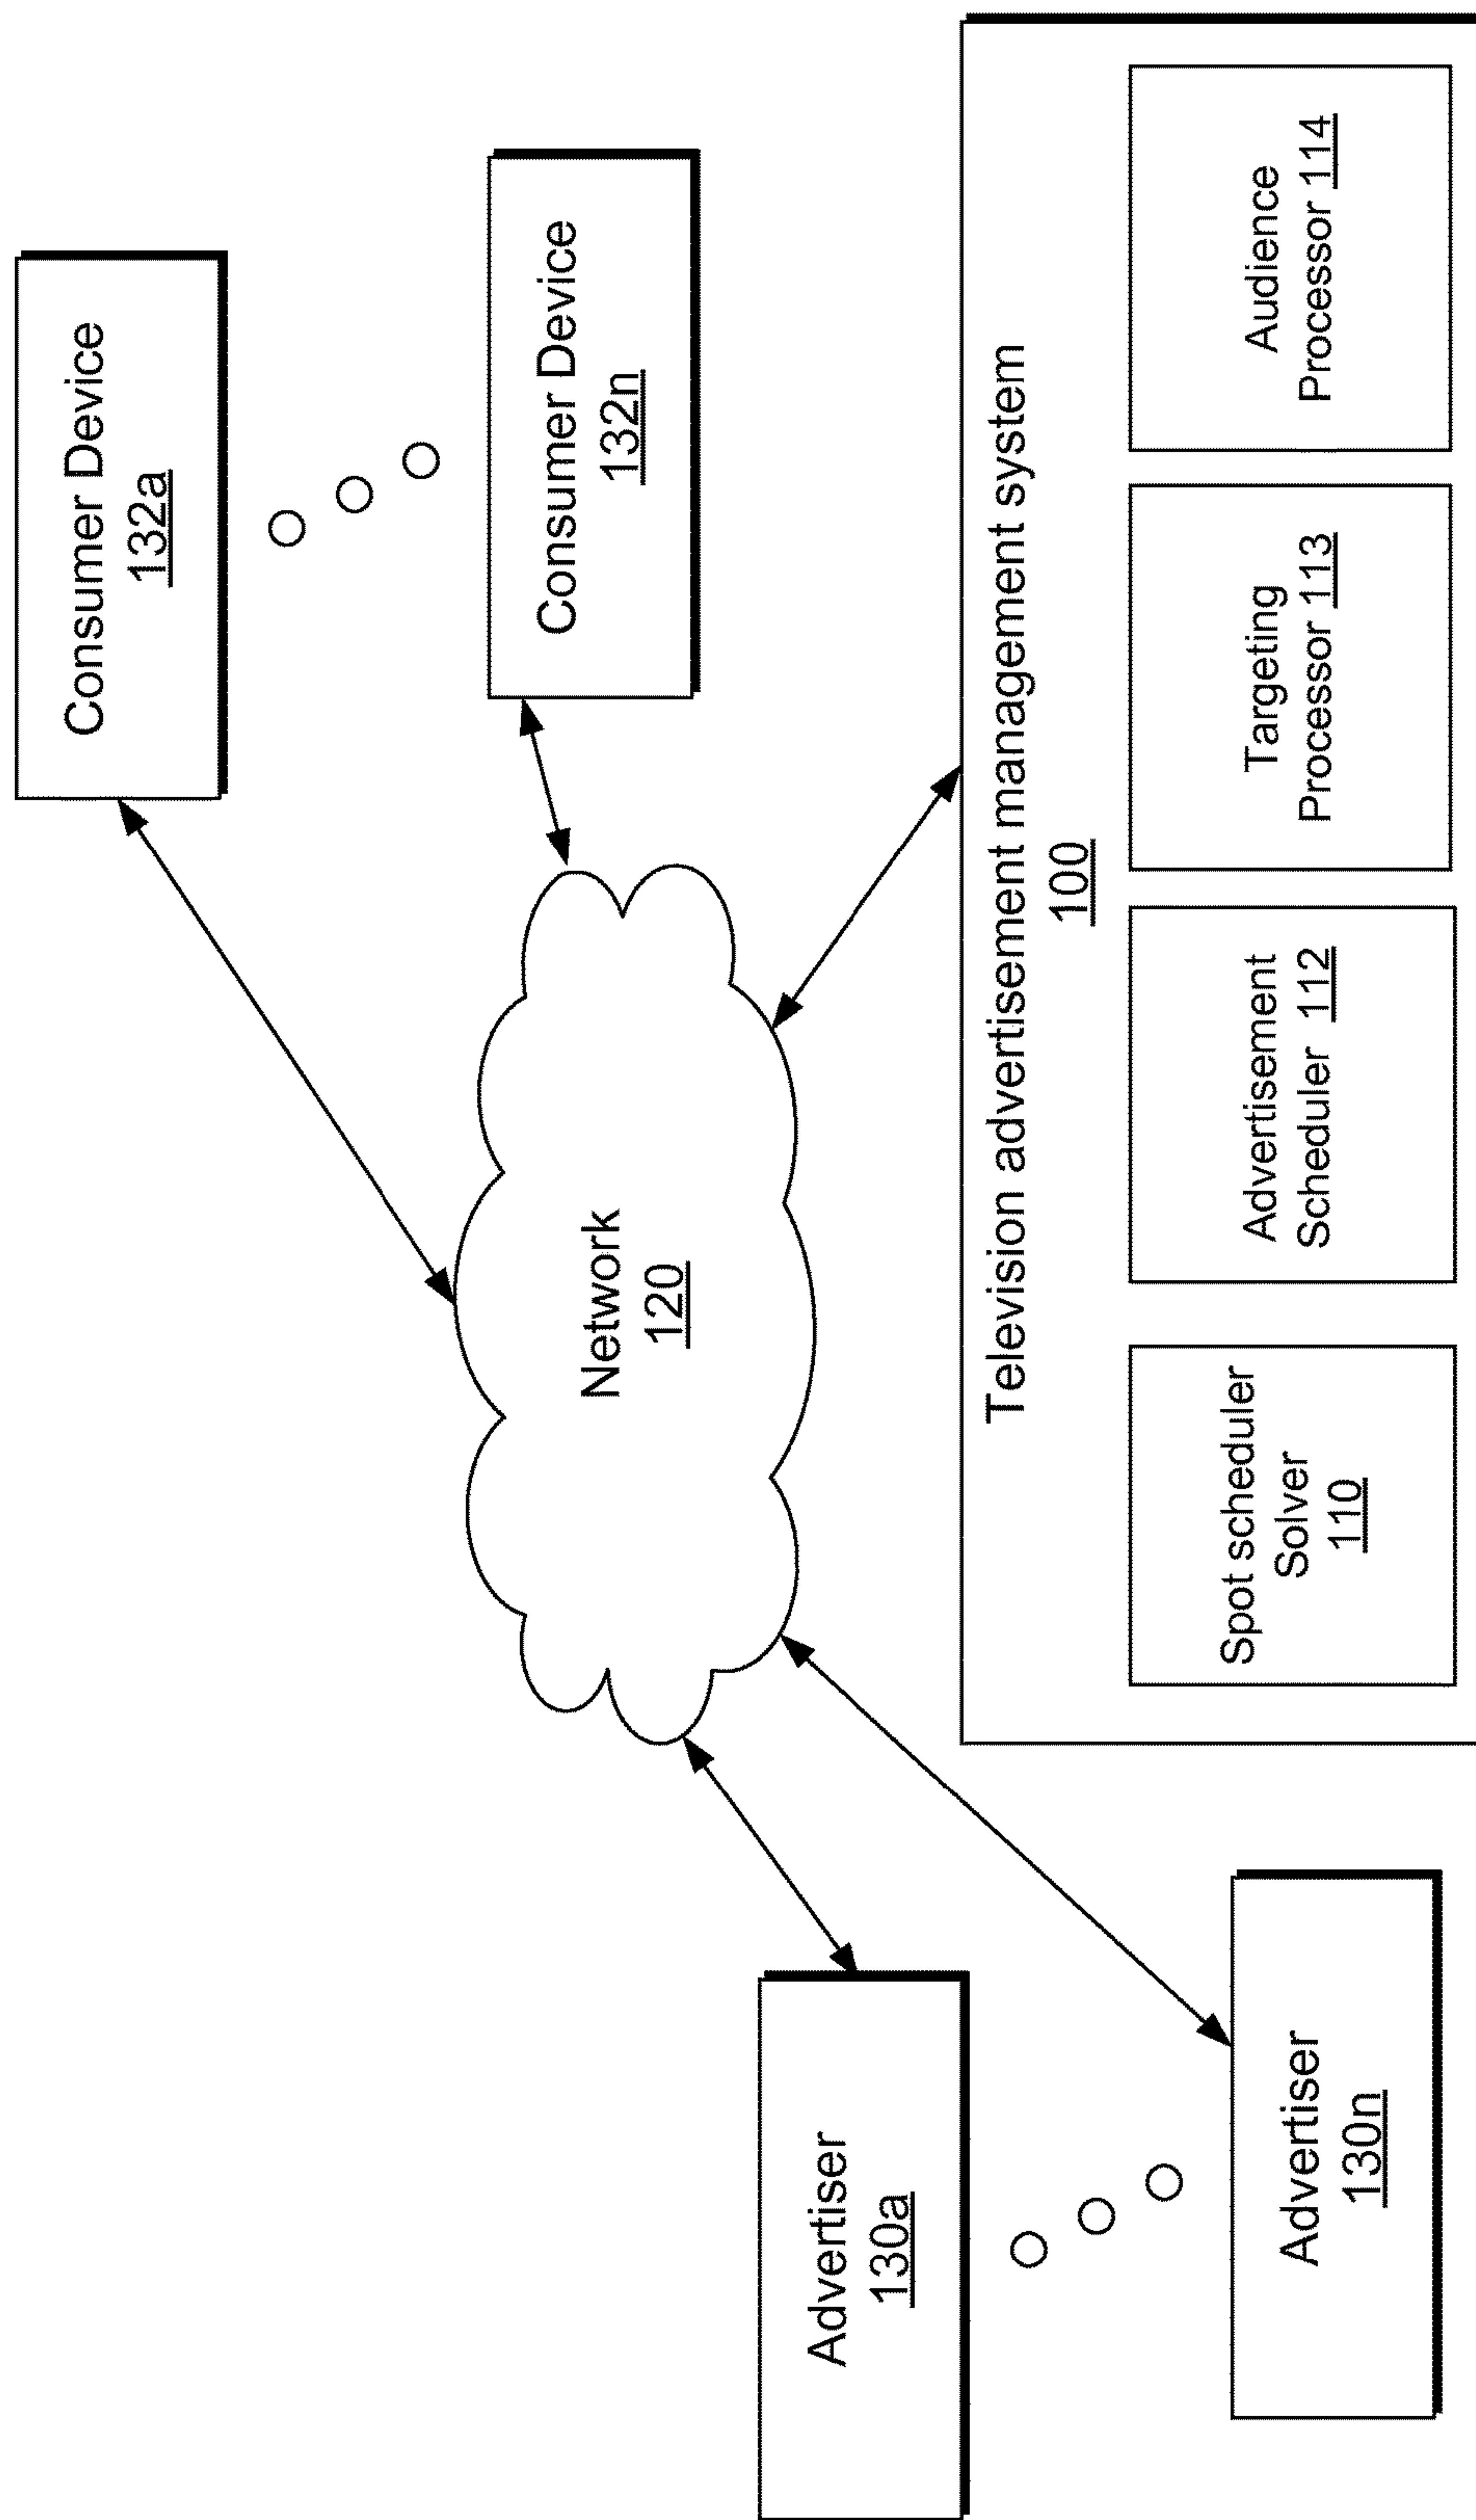 Consumer Device
132a
Consumer Device
132n
Network
120
Advertiser
130a
Advertiser
130n
Television advertisement management system
100
Spot scheduler
Solver
110
Advertisement
Scheduler 112
Targeting
Processor 113
Audience
Processor 114